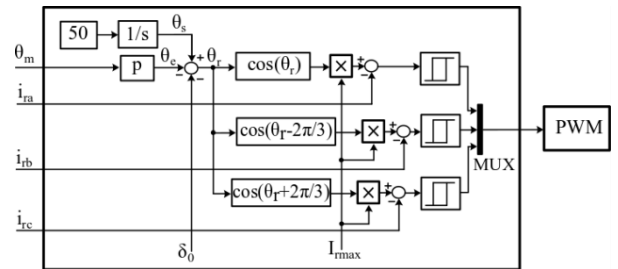 50
1/s
θs
θm
p
θe
θr
cos(θr)
×
ira
cos(θr-2π/3)
×
irb
cos(θr+2π/3)
×
irc
δ0
Irmax
MUX
PWM
+
−
−
+
−
+
−
+
−